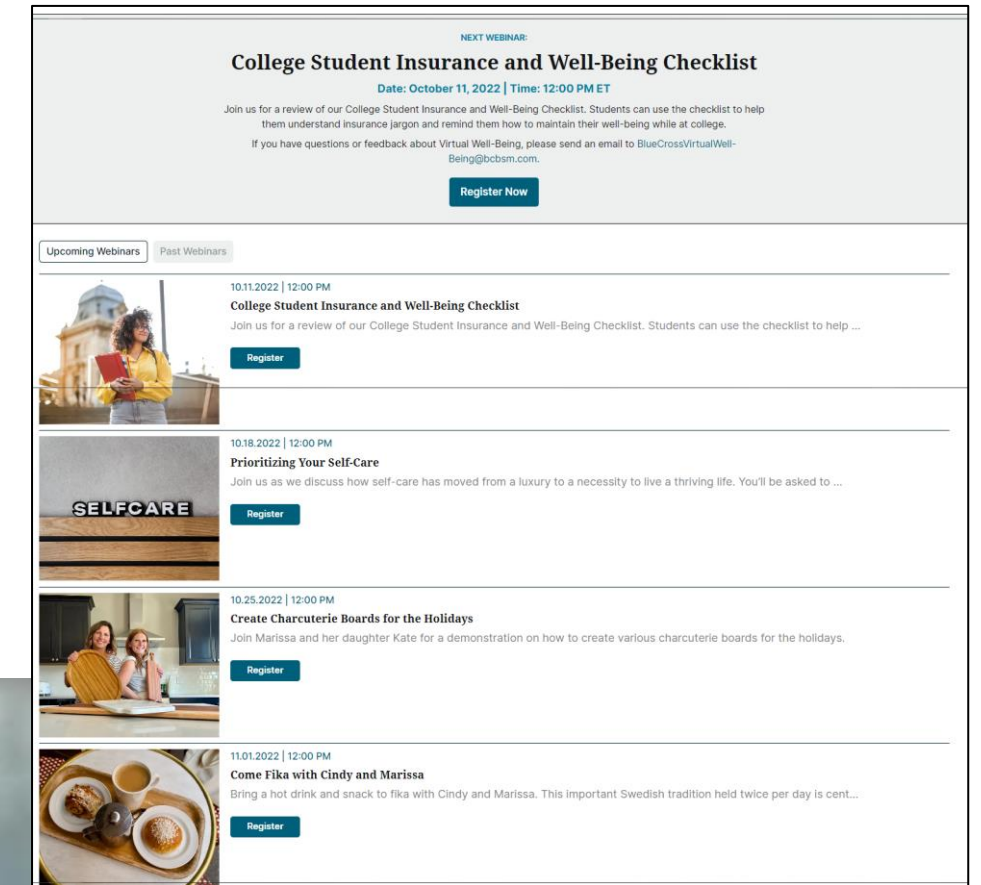 NEXT WEBINAR:
College Student Insurance and Well-Being Checklist
Date: October 11, 2022 | Time: 12:00 PM ET
Join us for a review of our College Student Insurance and Well-Being Checklist. Students can use the checklist to help
them understand insurance jargon and remind them how to maintain their well-being while at college.
If you have questions or feedback about Virtual Well-Being, please send an email to BlueCrossVirtualWell-
Being@bcbsm.com.
Register Now
Upcoming Webinars Past Webinars
10.11.2022 | 12:00 PM
College Student Insurance and Well-Being Checklist
Join us for a review of our College Student Insurance and Well-Being Checklist. Students can use the checklist to help ...
Register
10.18.2022 | 12:00 PM
Prioritizing Your Self-Care
Join us as we discuss how self-care has moved from a luxury to a necessity to live a thriving life. You'll be asked to ...
SELFCARE
Register
10.25.2022 | 12:00 PM
Create Charcuterie Boards for the Holidays
Join Marissa and her daughter Kate for a demonstration on how to create various charcuterie boards for the holidays.
Register
11.01.2022 | 12:00 PM
Come Fika with Cindy and Marissa
Bring a hot drink and snack to fika with Cindy and Marissa. This important Swedish tradition held twice per day is cent...
Register